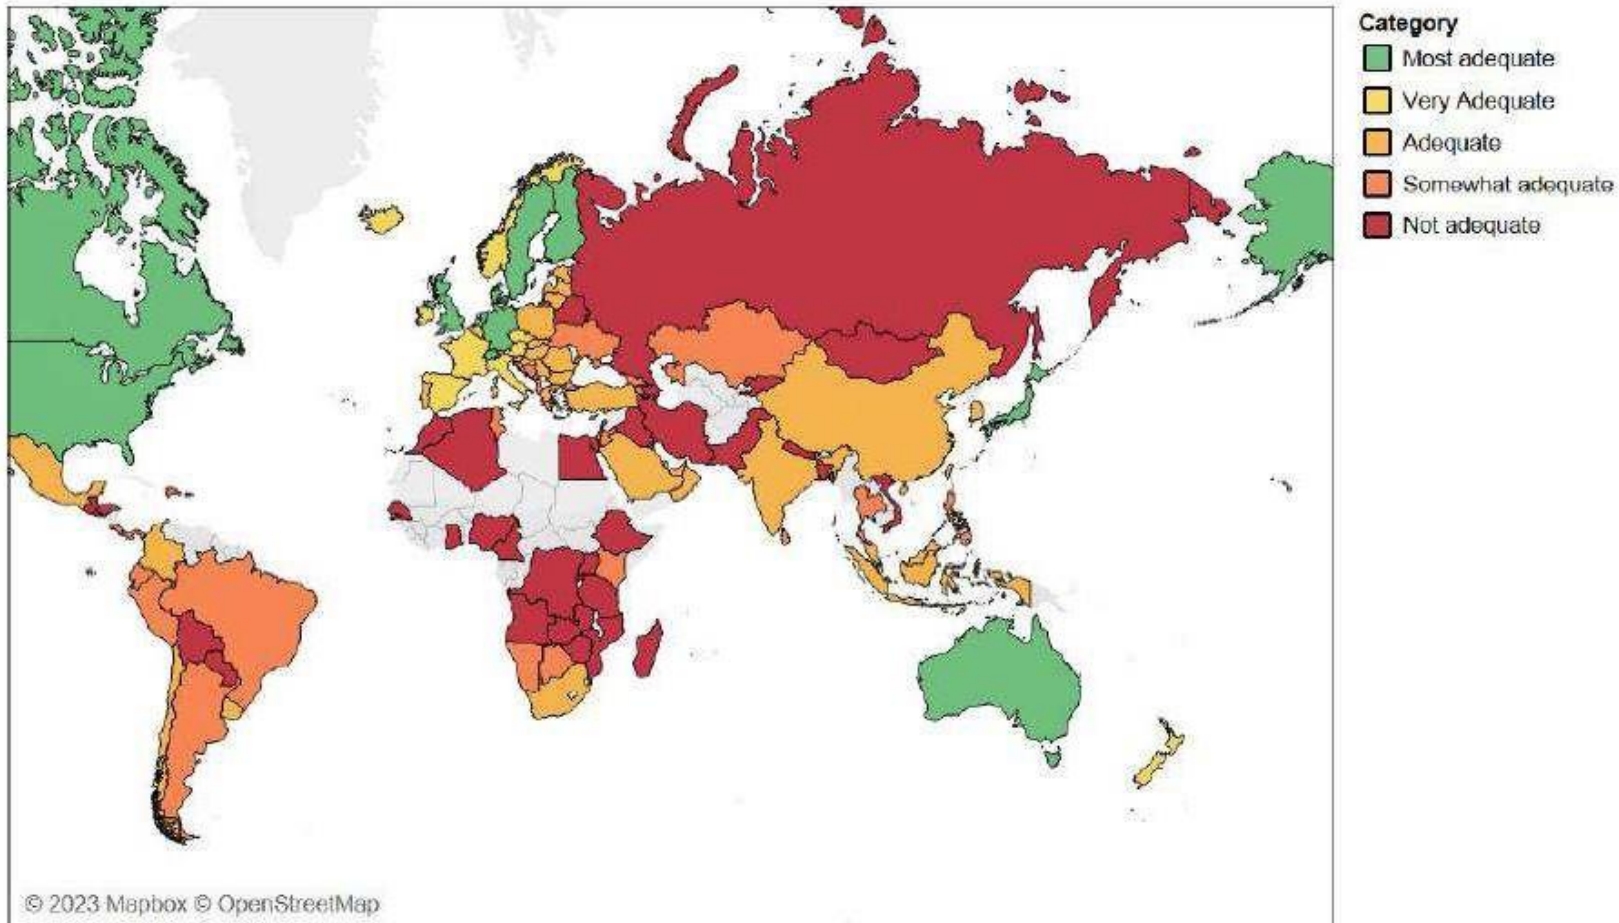 Category
Most adequate
Very Adequate
Adequate
Somewhat adequate
Not adequate
© 2023 Mapbox © OpenStreetMap